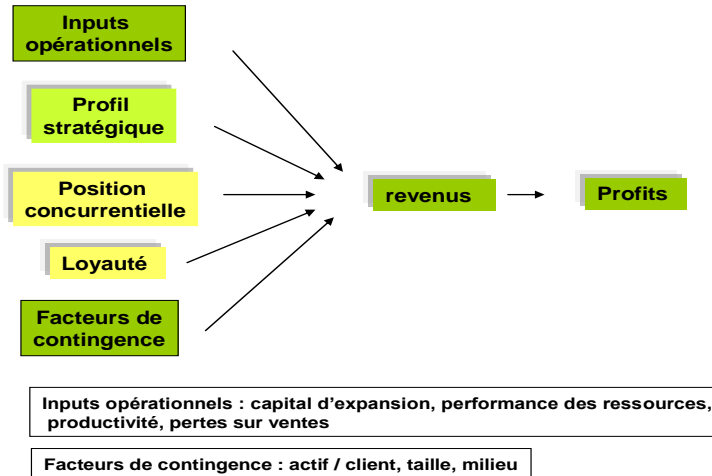 Inputs
opérationnels
Profil
stratégique
Position
concurrentielle
Loyauté
Facteurs de
contingence
revenus
Profits
Inputs opérationnels : capital d'expansion, performance des ressources,
productivité, pertes sur ventes
Facteurs de contingence : actif / client, taille, milieu